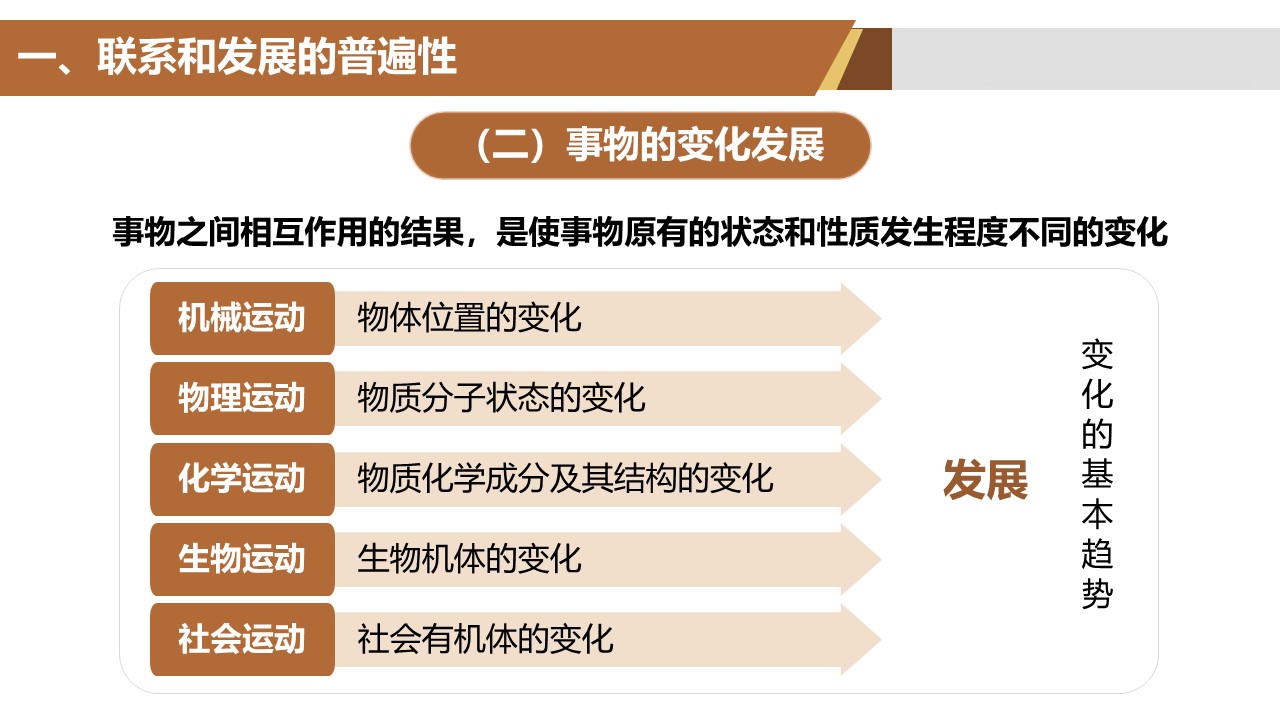 一、联系和发展的普遍性
（二）事物的变化发展
事物之间相互作用的结果，是使事物原有的状态和性质发生程度不同的变化
机械运动 物体位置的变化
物理运动 物质分子状态的变化
化学运动 物质化学成分及其结构的变化
生物运动 生物机体的变化
社会运动 社会有机体的变化
发展
变化的基本趋势